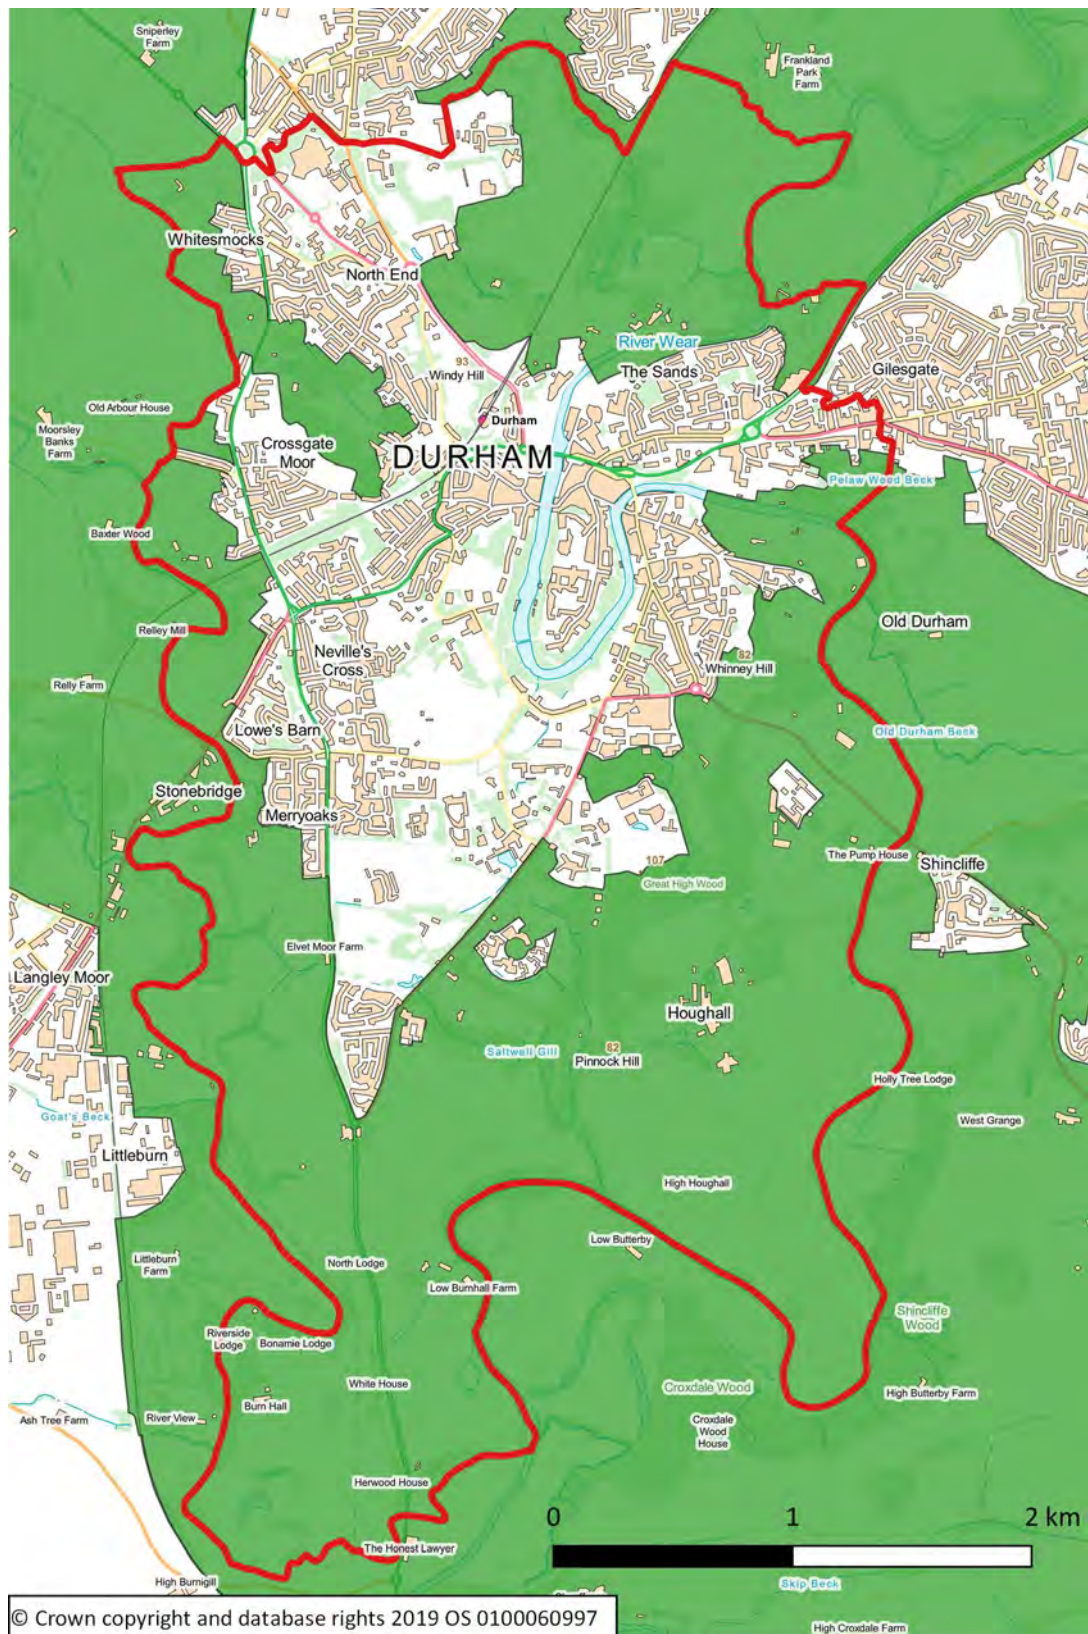 Sniperley
Farm
Frankland
Park
Farm
Whitesmocks
North End
River Wear
The Sands
Gilesgate
93
Windy Hill
Old Arbour House
Durham
Moorsley
Banks
Farm
Crossgate
Moor
DURHAM
Pelaw Wood Beck
Baxter Wood
Old Durham
Relley Mill
Neville's
Cross
82
Whinney Hill
Relly Farm
Lowe's Barn
Old Durham Beck
Stonebridge
Merryoaks
The Pump House
Shincliffe
107
Great High Wood
Elvet Moor Farm
Langley Moor
Houghall
Saltwell Gill
82
Pinnock Hill
Holly Tree Lodge
Goat's Beck
West Grange
Littleburn
High Houghall
Low Butterby
Littleburn
Farm
North Lodge
Low Burnhall Farm
Shincliffe
Wood
Riverside
Lodge
Bonamie Lodge
White House
Croxdale Wood
High Butterby Farm
Burn Hall
Ash Tree Farm
River View
Croxdale
Wood
House
Herwood House
0 1 2 km
The Honest Lawyer
High Burnigill
Skip Beck
© Crown copyright and database rights 2019 OS 0100060997
High Croxdale Farm